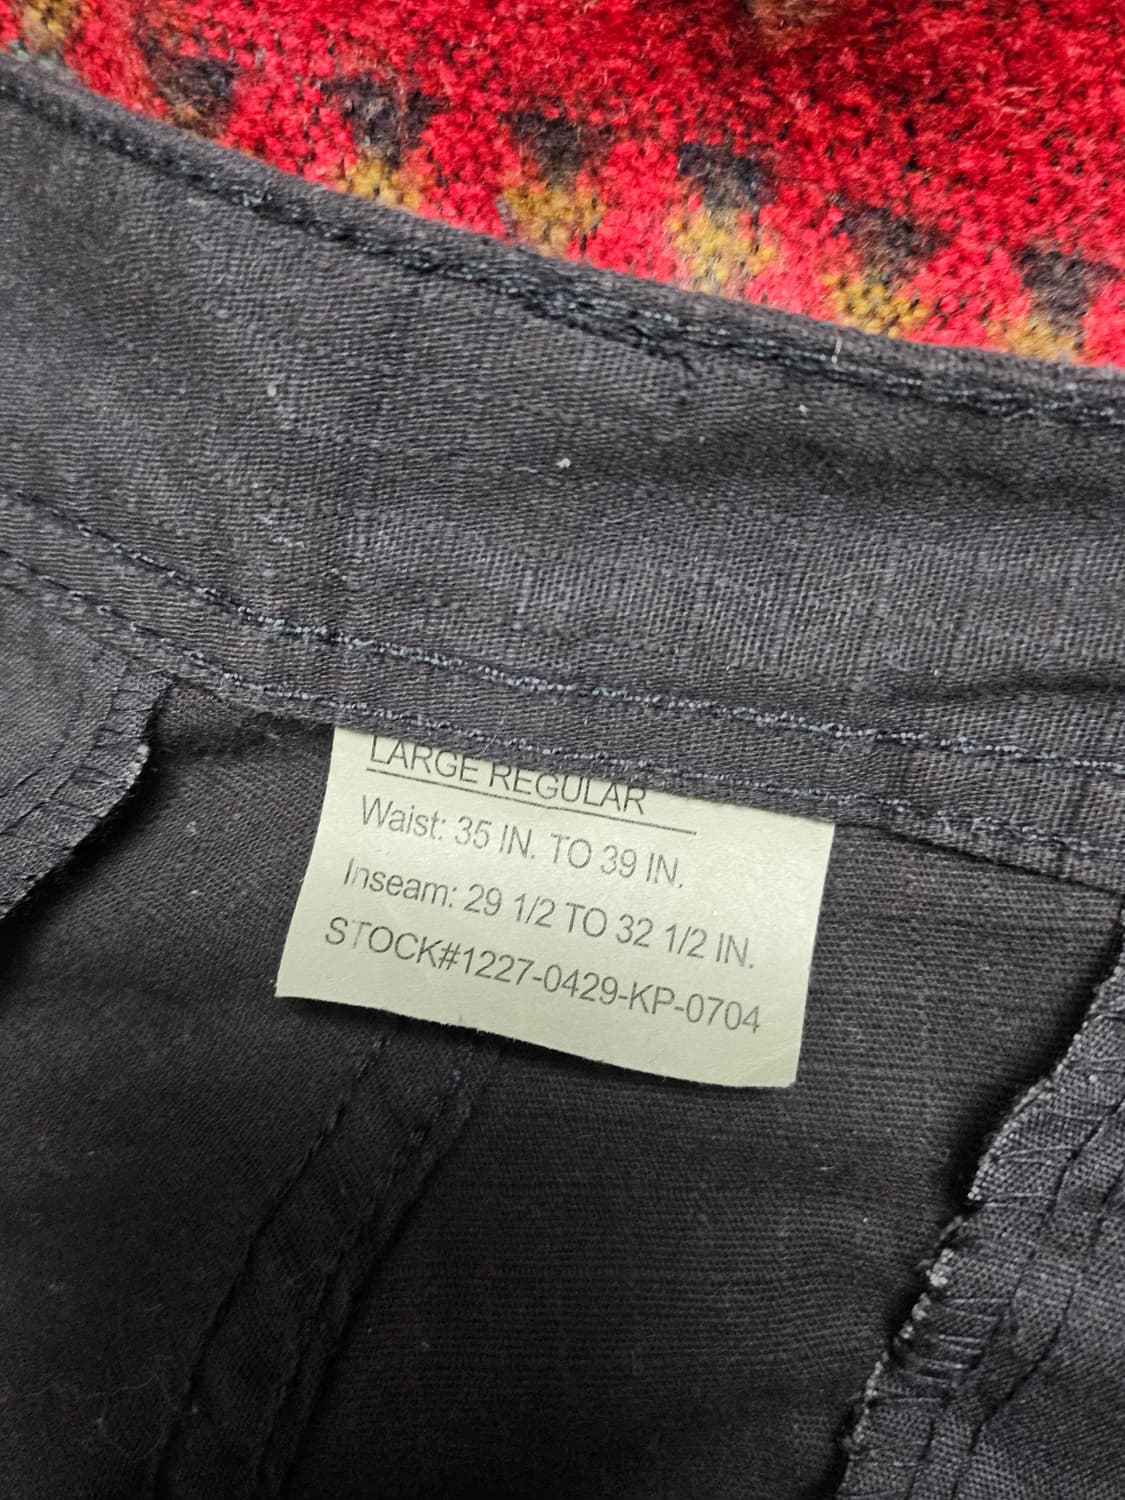 LARGE REGULAR
Waist: 35 IN. TO 39 IN.
Inseam: 29 1/2 TO 32 1/2 IN.
STOCK#1227-0429-KP-0704